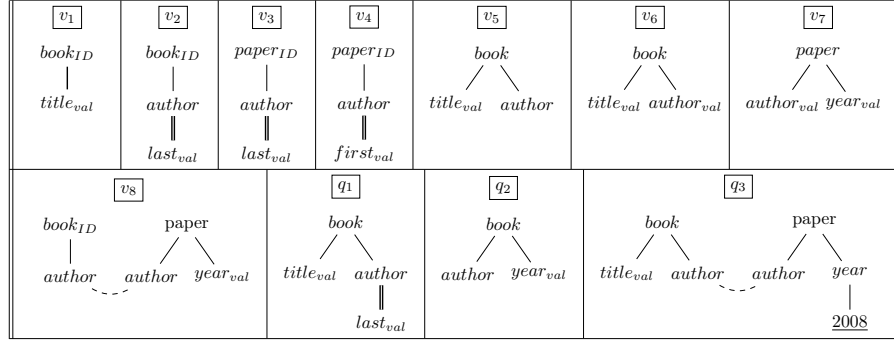 v1 v2 v3 v4 v5 v6 v7
bookID bookID paperID paperID book book paper
titleval author author author titleval author titleval authorval authorval yearval
lastval lastval firstval
v8 q1 q2 q3
bookID paper book book book paper
author author yearval titleval author author yearval titleval author author year
lastval 2008